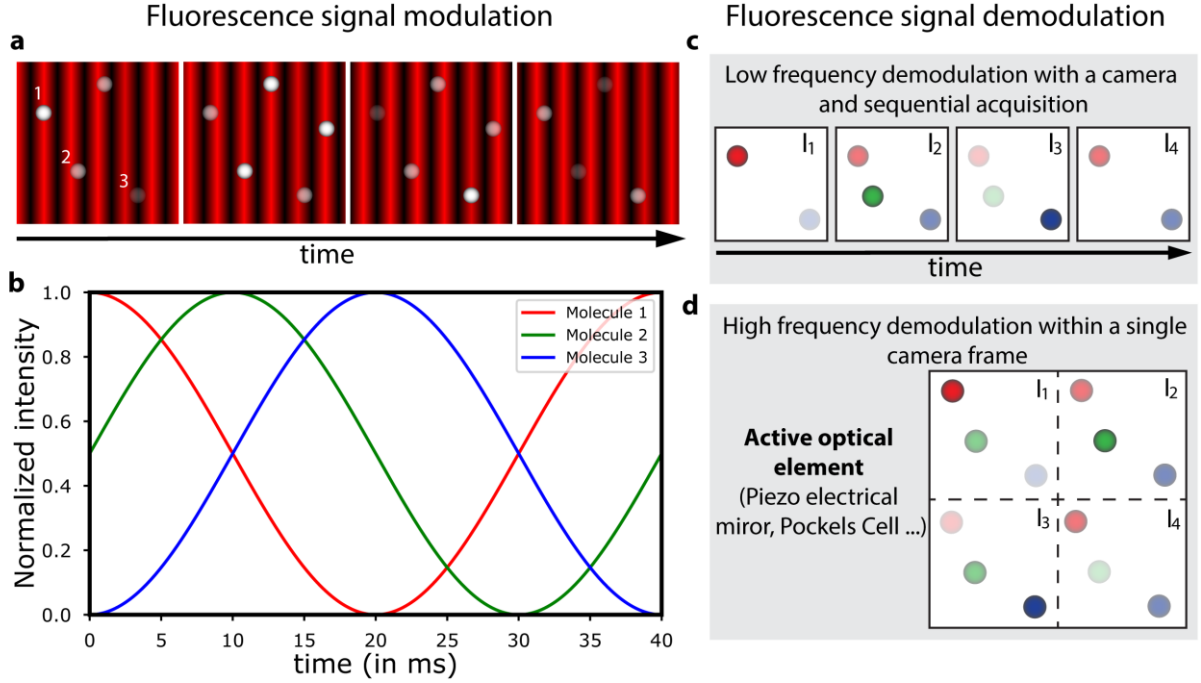 Fluorescence signal modulation
a
1
2
3
time
b
Normalized intensity
1.0
0.8
0.6
0.4
0.2
0.0
Molecule 1
Molecule 2
Molecule 3
0 5 10 15 20 25 30 35 40
time (in ms)
Fluorescence signal demodulation
c
Low frequency demodulation with a camera
and sequential acquisition
I1 I2 I3 I4
time
d
High frequency demodulation within a single
camera frame
Active optical
element
(Piezo electrical
miror, Pockels Cell ...)
I1 I2
I3 I4